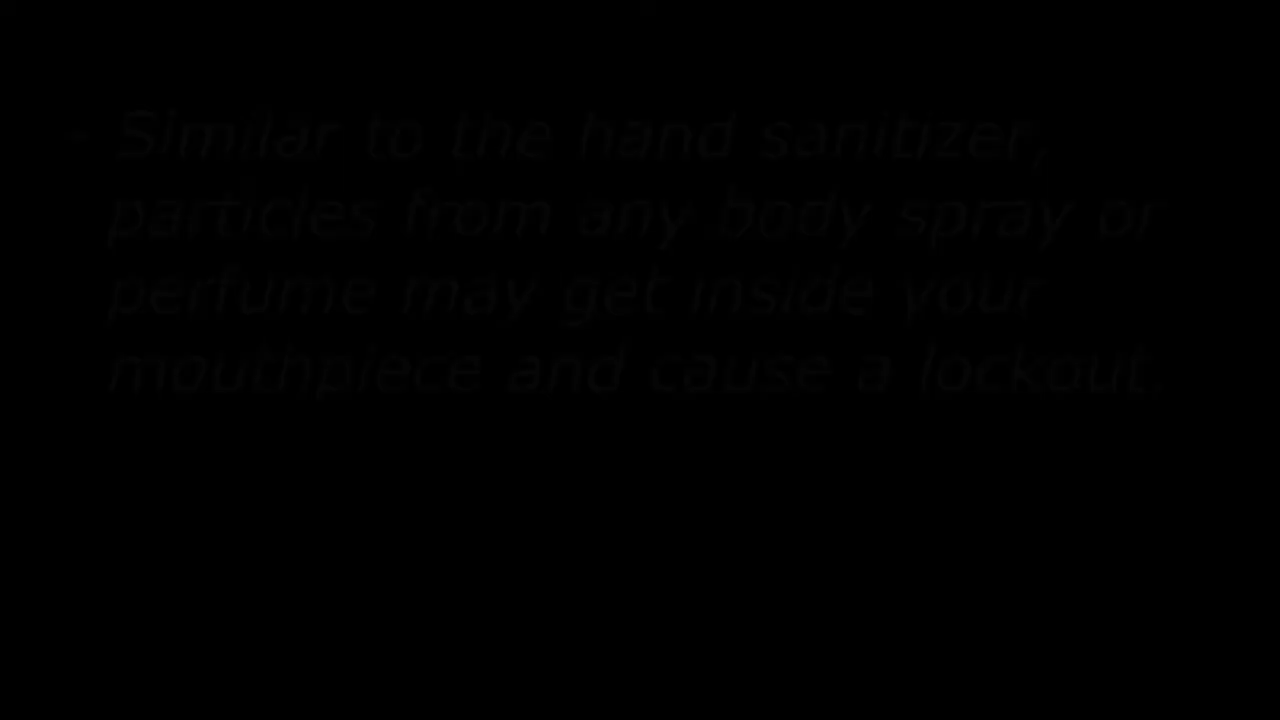 - Similar to the hand sanitizer,
particles from any body spray or
perfume may get inside your
mouthpiece and cause a lockout.